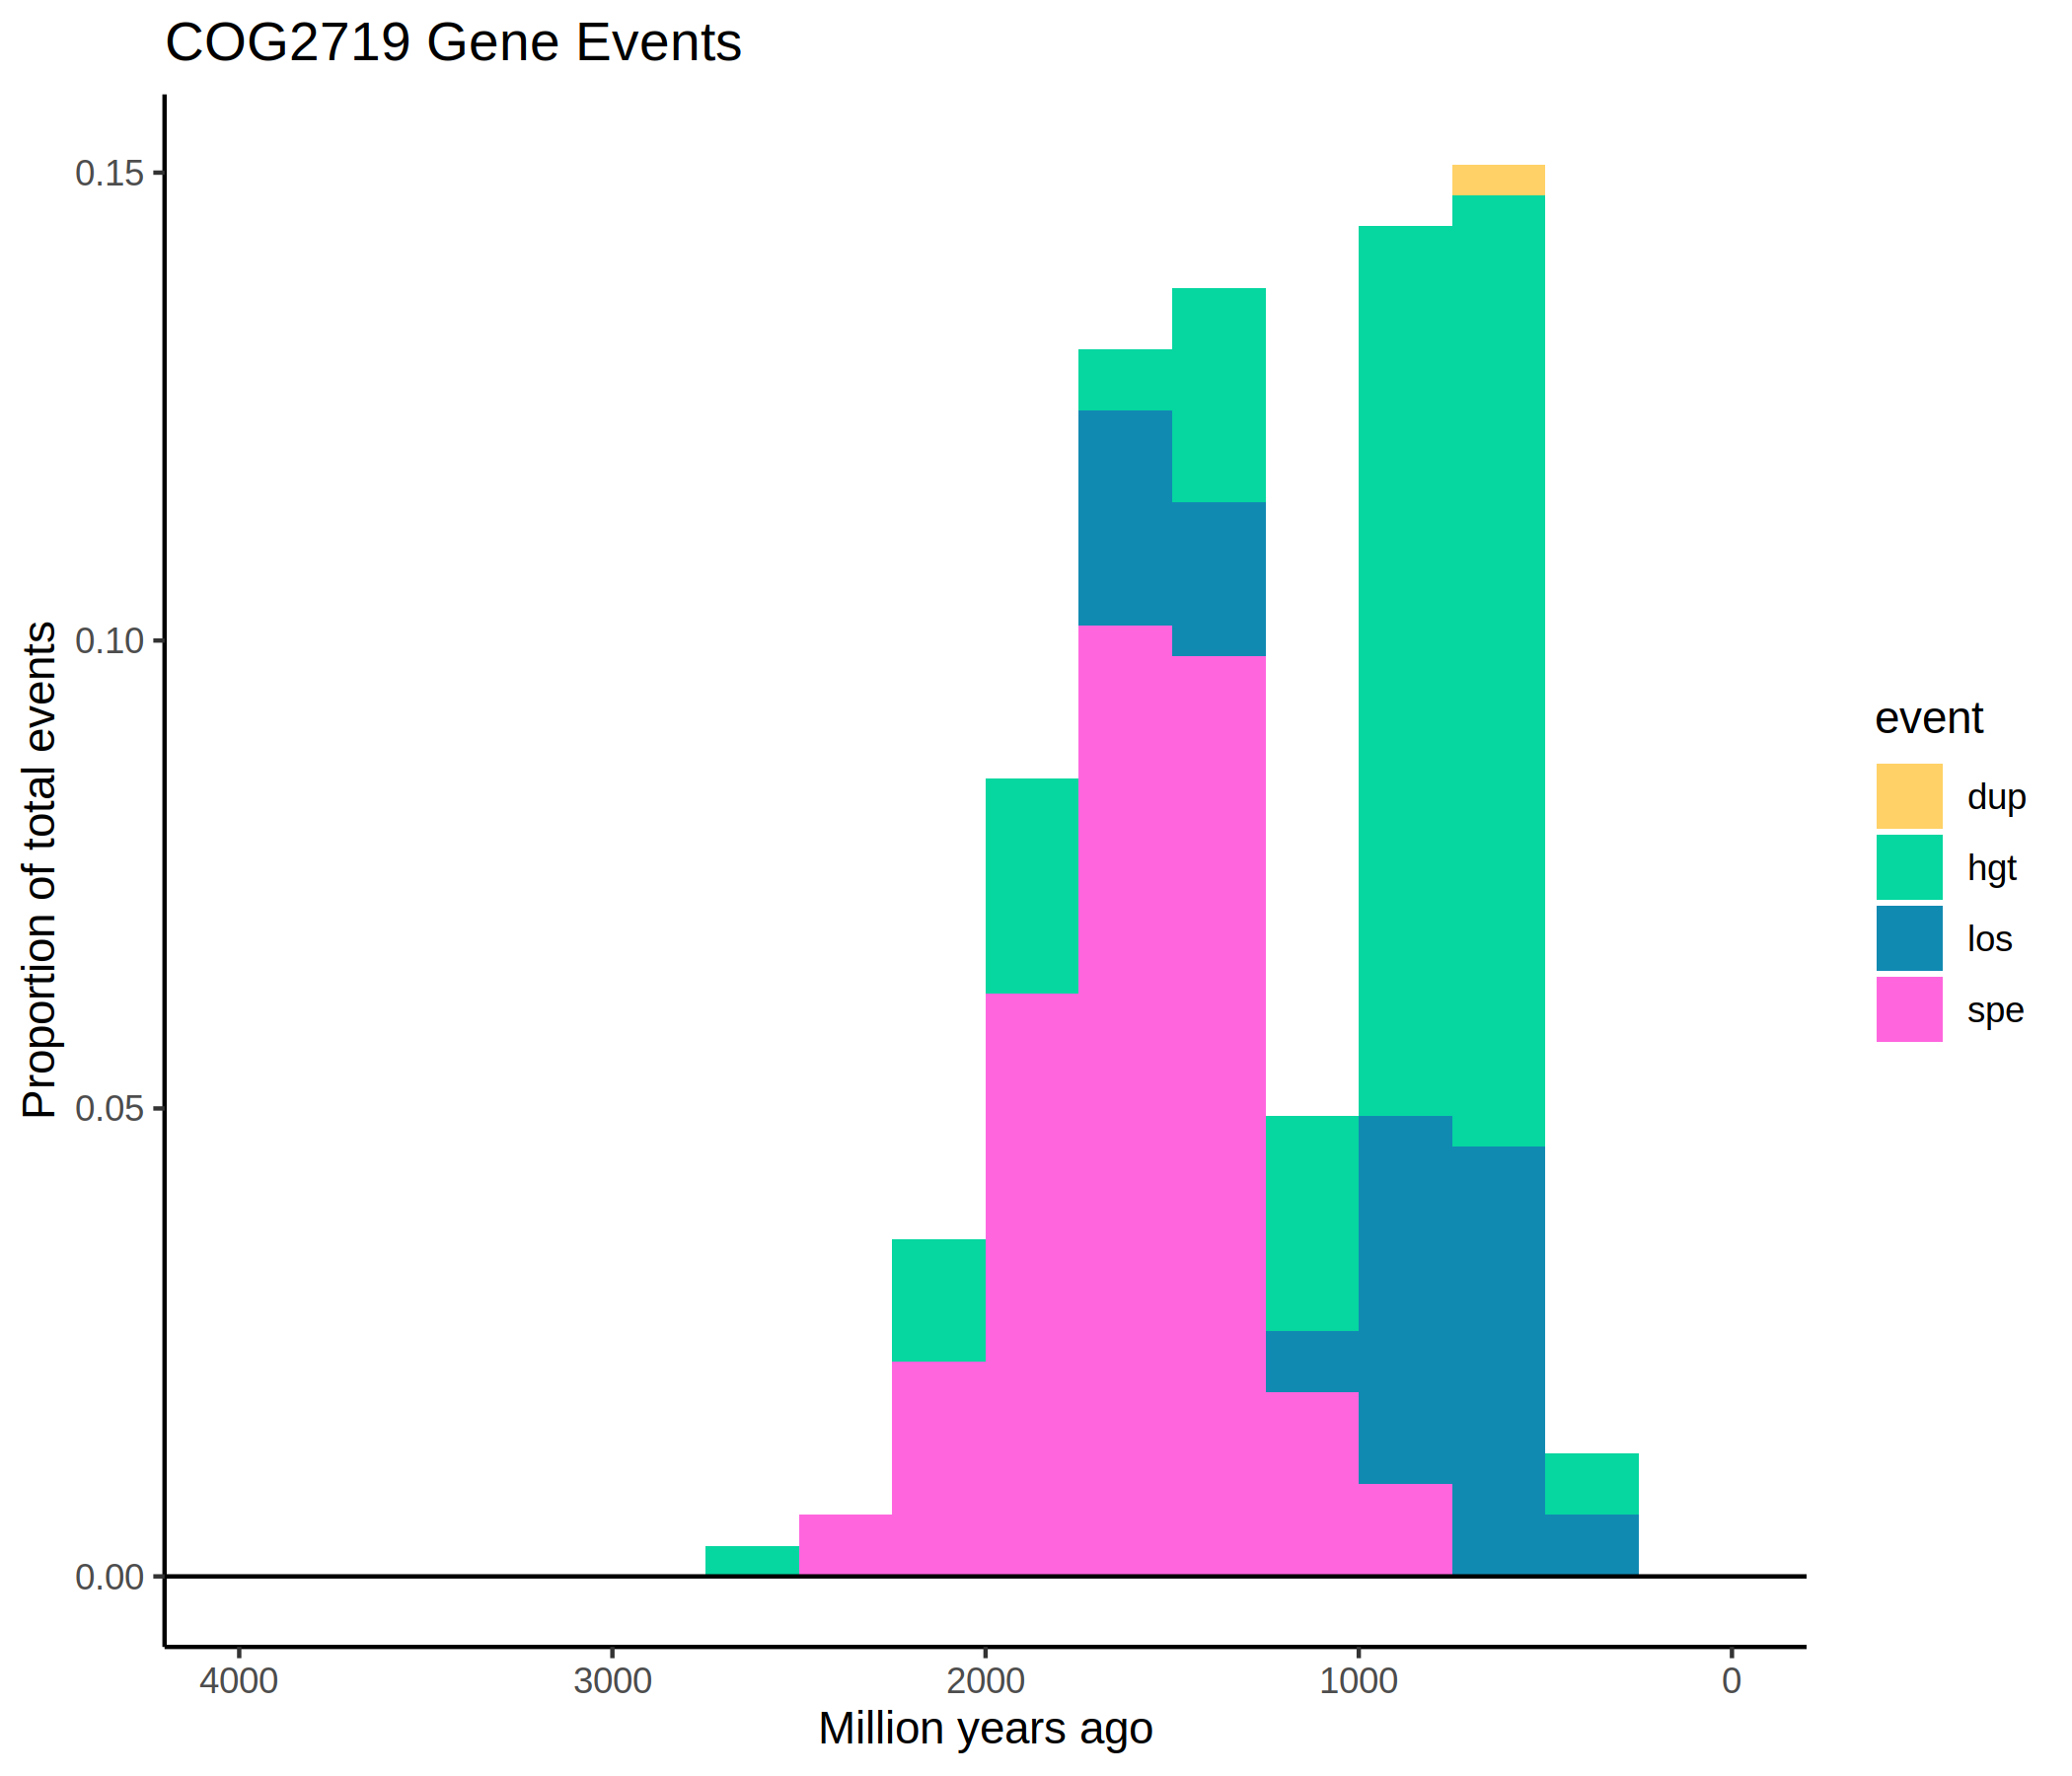 COG2719 Gene Events
Proportion of total events
0.15
0.10
0.05
0.00
4000 3000 2000 1000 0
Million years ago
event
dup
hgt
los
spe